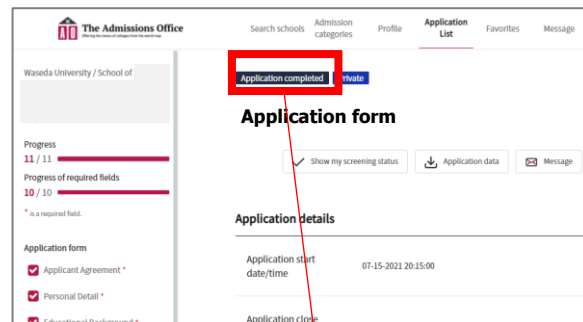 The Admissions Office
Search schools
Admission
categories
Profile
Application
List
Favorites
Message
Waseda University / School of
Progress
11 / 11
Progress of required fields
10 / 10
* is a required field.
Application form
Applicant Agreement *
Personal Detail *
Educational Background *
Application completed
Private
Application form
Show my screening status
Application data
Message
Application details
Application start
date/time
07-15-2021 20:15:00
Application close